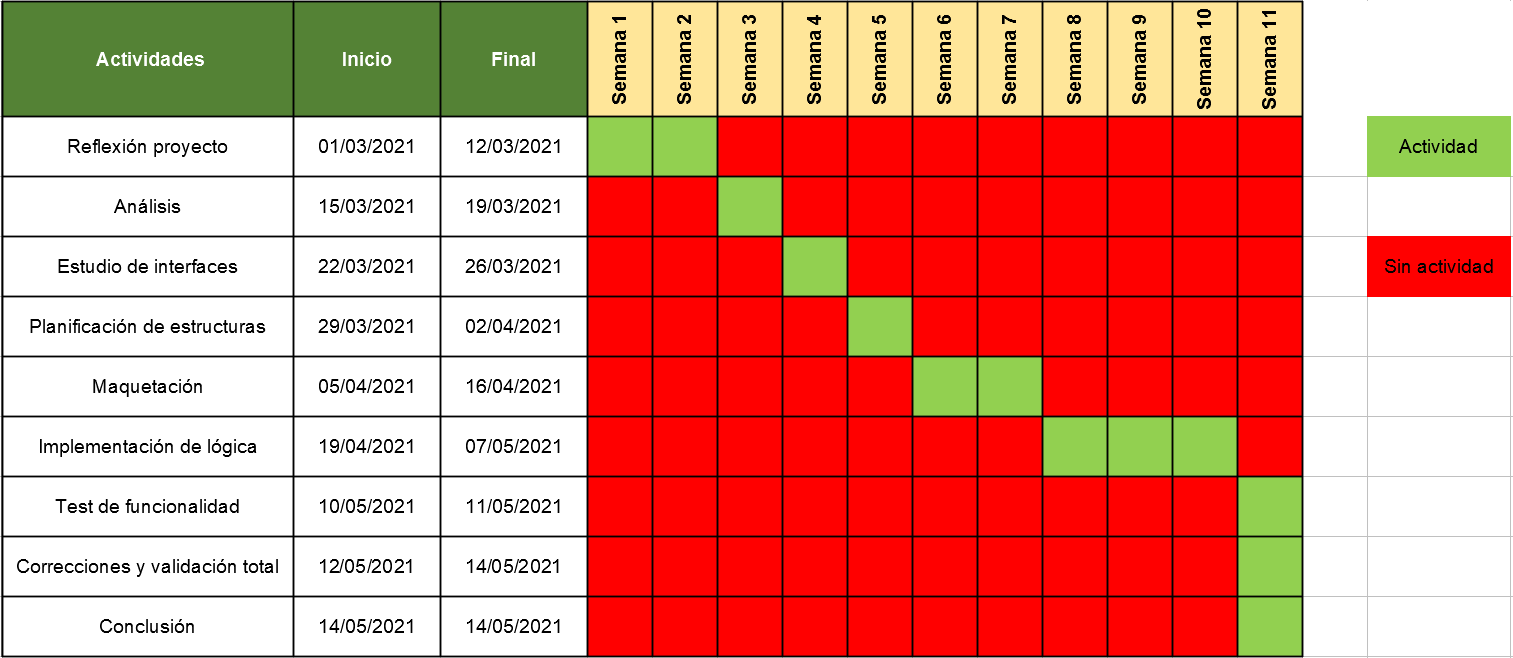 Actividades Inicio Final Semana 1 Semana 2 Semana 3 Semana 4 Semana 5 Semana 6 Semana 7 Semana 8 Semana 9 Semana 10 Semana 11
Reflexión proyecto 01/03/2021 12/03/2021 Actividad
Análisis 15/03/2021 19/03/2021
Estudio de interfaces 22/03/2021 26/03/2021 Sin actividad
Planificación de estructuras 29/03/2021 02/04/2021
Maquetación 05/04/2021 16/04/2021
Implementación de lógica 19/04/2021 07/05/2021
Test de funcionalidad 10/05/2021 11/05/2021
Correcciones y validación total 12/05/2021 14/05/2021
Conclusión 14/05/2021 14/05/2021